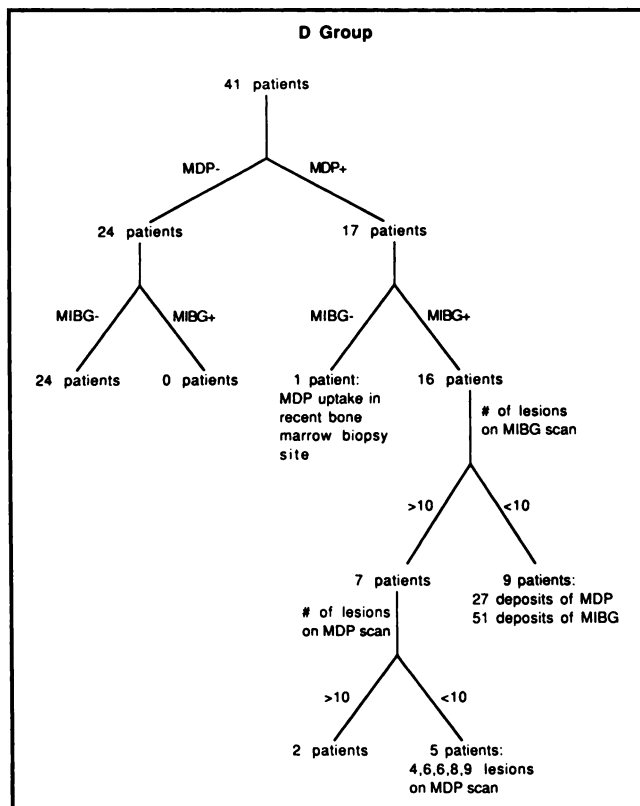 D Group
41 patients
MDP- MDP+
24 patients 17 patients
MIBG- MIBG+ MIBG- MIBG+
24 patients 0 patients
1 patient:
MDP uptake in
recent bone
marrow biopsy
site
16 patients
# of lesions
on MIBG scan
>10 <10
7 patients
9 patients:
27 deposits of MDP
51 deposits of MIBG
# of lesions
on MDP scan
>10 <10
2 patients
5 patients:
4,6,6,8,9 lesions
on MDP scan